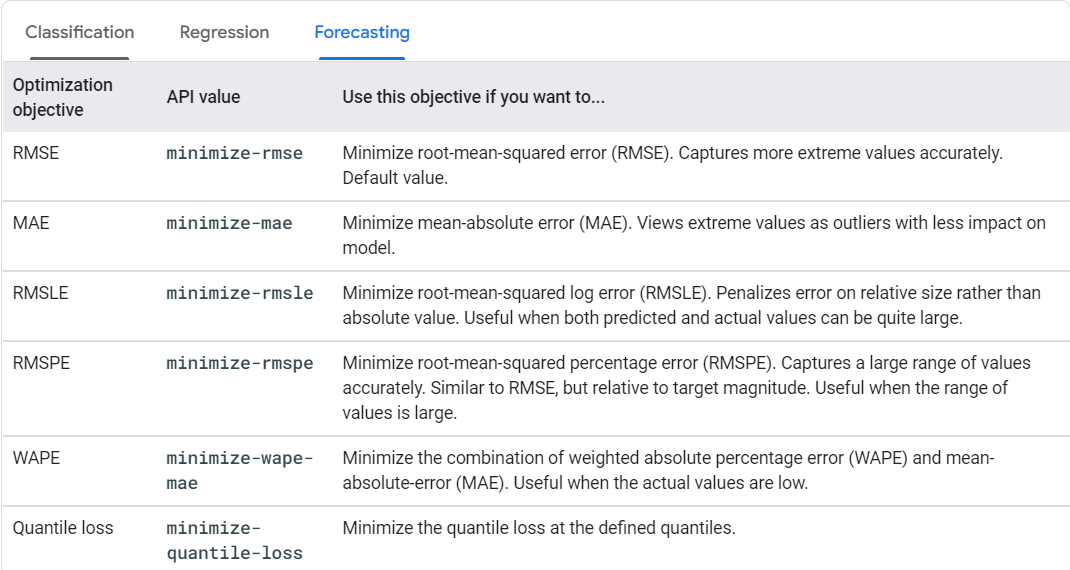 Classification Regression Forecasting
Optimization
objective
API value
Use this objective if you want to...
RMSE
minimize-rmse
Minimize root-mean-squared error (RMSE). Captures more extreme values accurately.
Default value.
MAE
minimize-mae
Minimize mean-absolute error (MAE). Views extreme values as outliers with less impact on
model.
RMSLE
minimize-rmsle
Minimize root-mean-squared log error (RMSLE). Penalizes error on relative size rather than
absolute value. Useful when both predicted and actual values can be quite large.
RMSPE
minimize-rmspe
Minimize root-mean-squared percentage error (RMSPE). Captures a large range of values
accurately. Similar to RMSE, but relative to target magnitude. Useful when the range of
values is large.
WAPE
minimize-wape-
mae
Minimize the combination of weighted absolute percentage error (WAPE) and mean-
absolute-error (MAE). Useful when the actual values are low.
Quantile loss
minimize-
quantile-loss
Minimize the quantile loss at the defined quantiles.